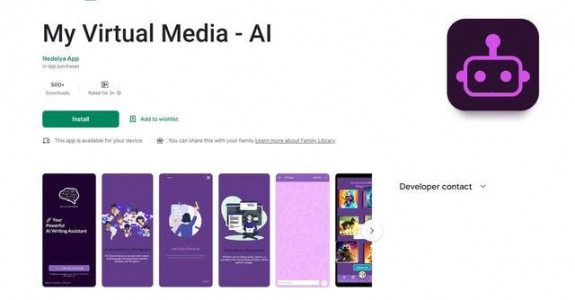 My Virtual Media - AI
Nedelya App
In-app purchases
500+
Downloads
Rated for 3+
Install
Add to wishlist
This app is available for your device
You can share this with your family. Learn more about Family Library
Your
Powerful
AI Writing Assistant
Developer contact